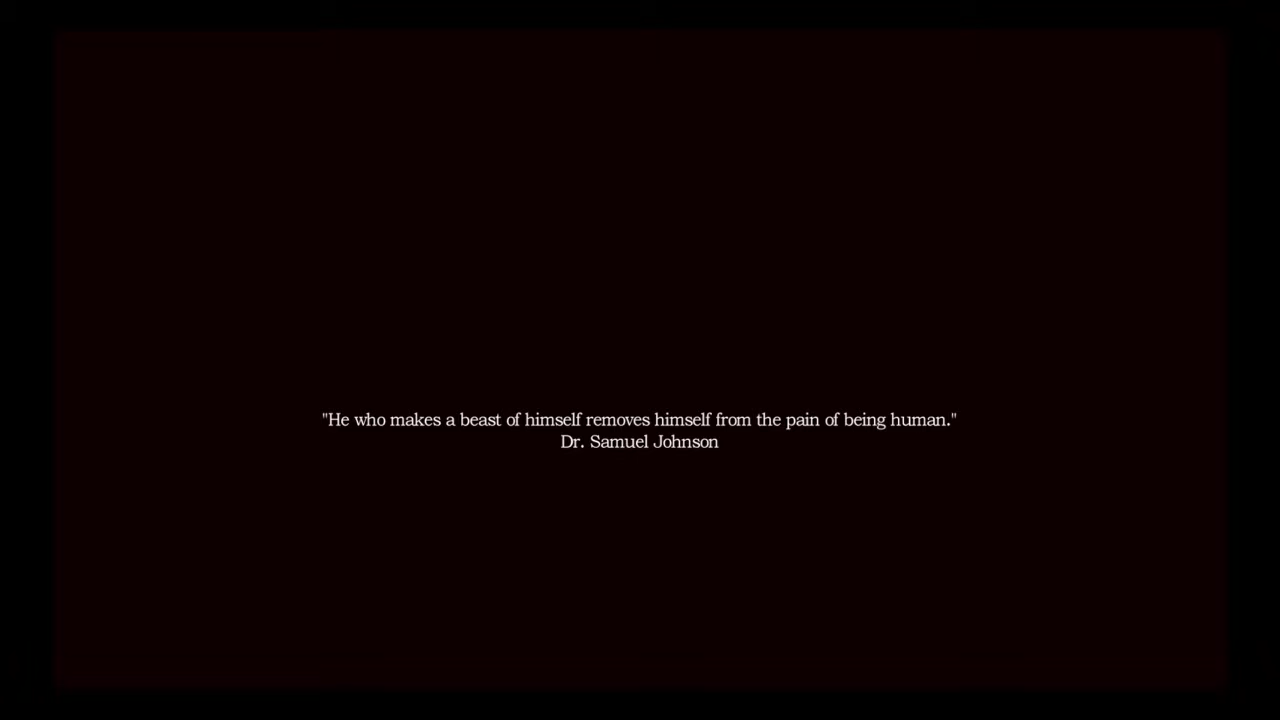 "He who makes a beast of himself removes himself from the pain of being human."
Dr. Samuel Johnson